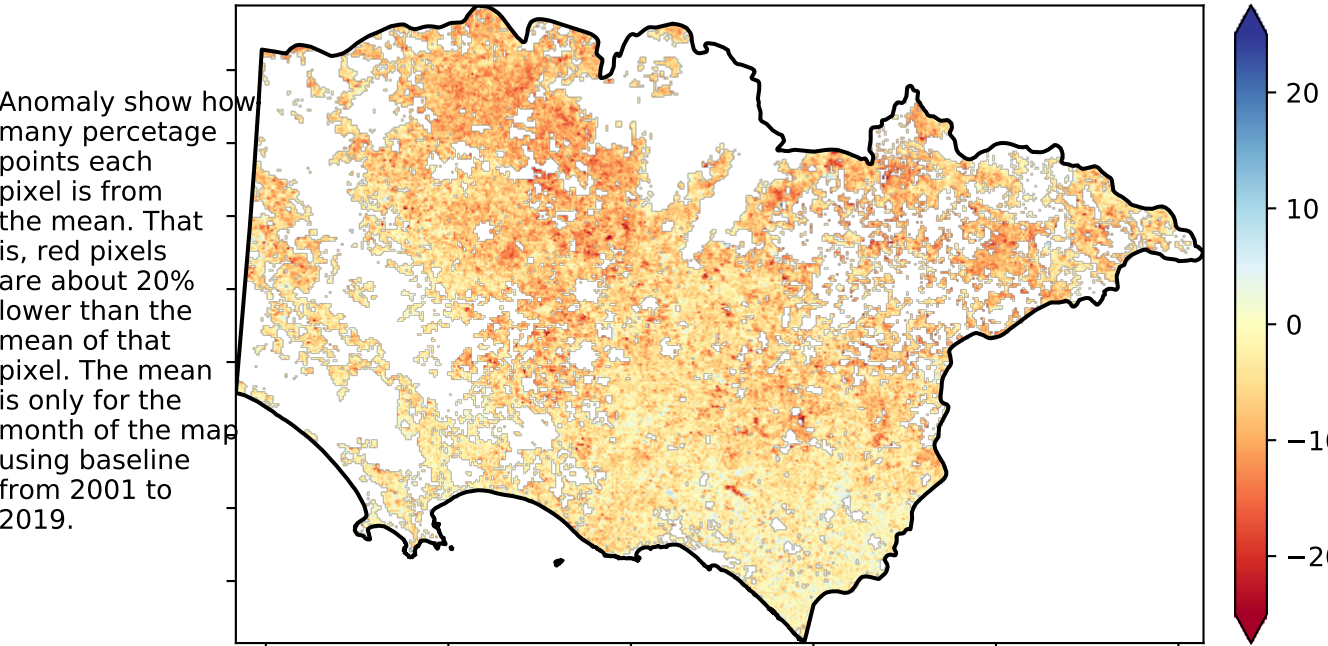 Anomaly show how
many percetage
points each
pixel is from
the mean. That
is, red pixels
are about 20%
lower than the
mean of that
pixel. The mean
is only for the
month of the map
using baseline
from 2001 to
2019.
20
10
0
−10
−20